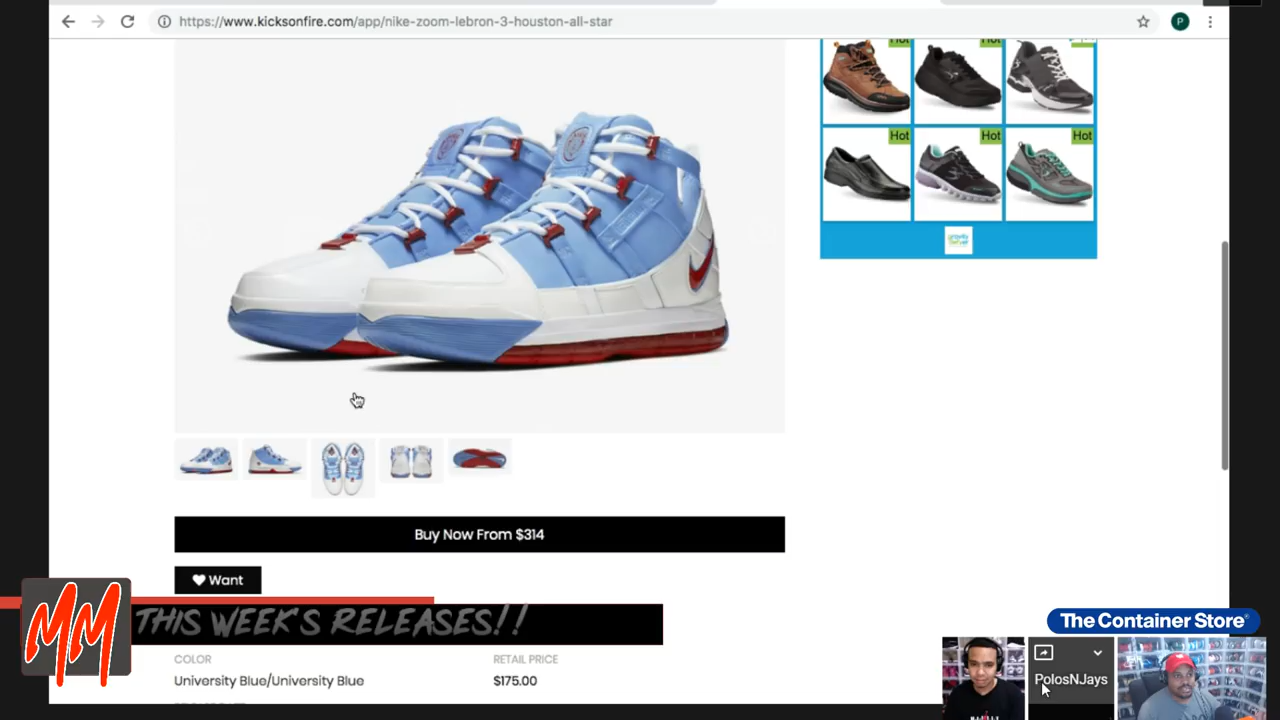 https://www.kicksonfire.com/app/nike-zoom-lebron-3-houston-all-star
P
Hot
Hot
Hot
Hot
Hot
Hot
Buy Now From $314
Want
MM
THIS WEEK'S RELEASES!!
The Container Store
COLOR
RETAIL PRICE
University Blue/University Blue
$175.00
PolosNJays